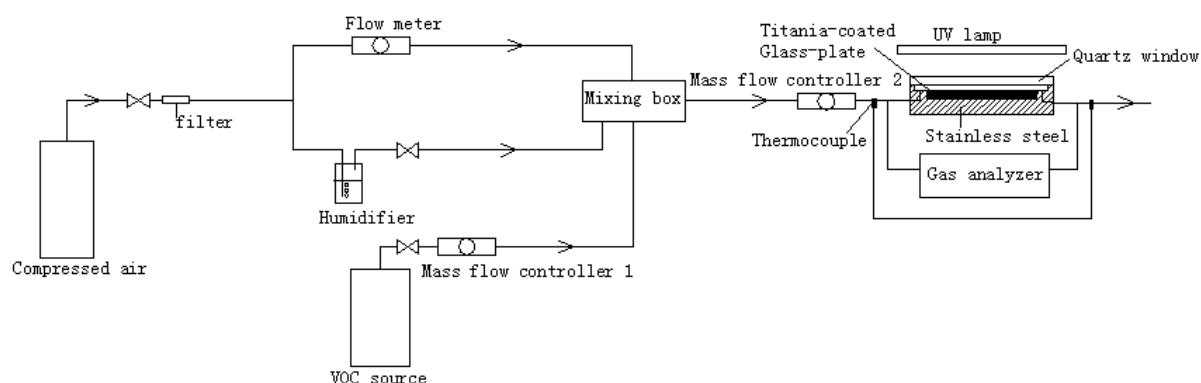 Flow meter
Titania-coated
Glass-plate
UV lamp
Quartz window
Mass flow controller 2
Mixing box
filter
Thermocouple
Stainless steel
Gas analyzer
Humidifier
Compressed air
Mass flow controller 1
VOC source